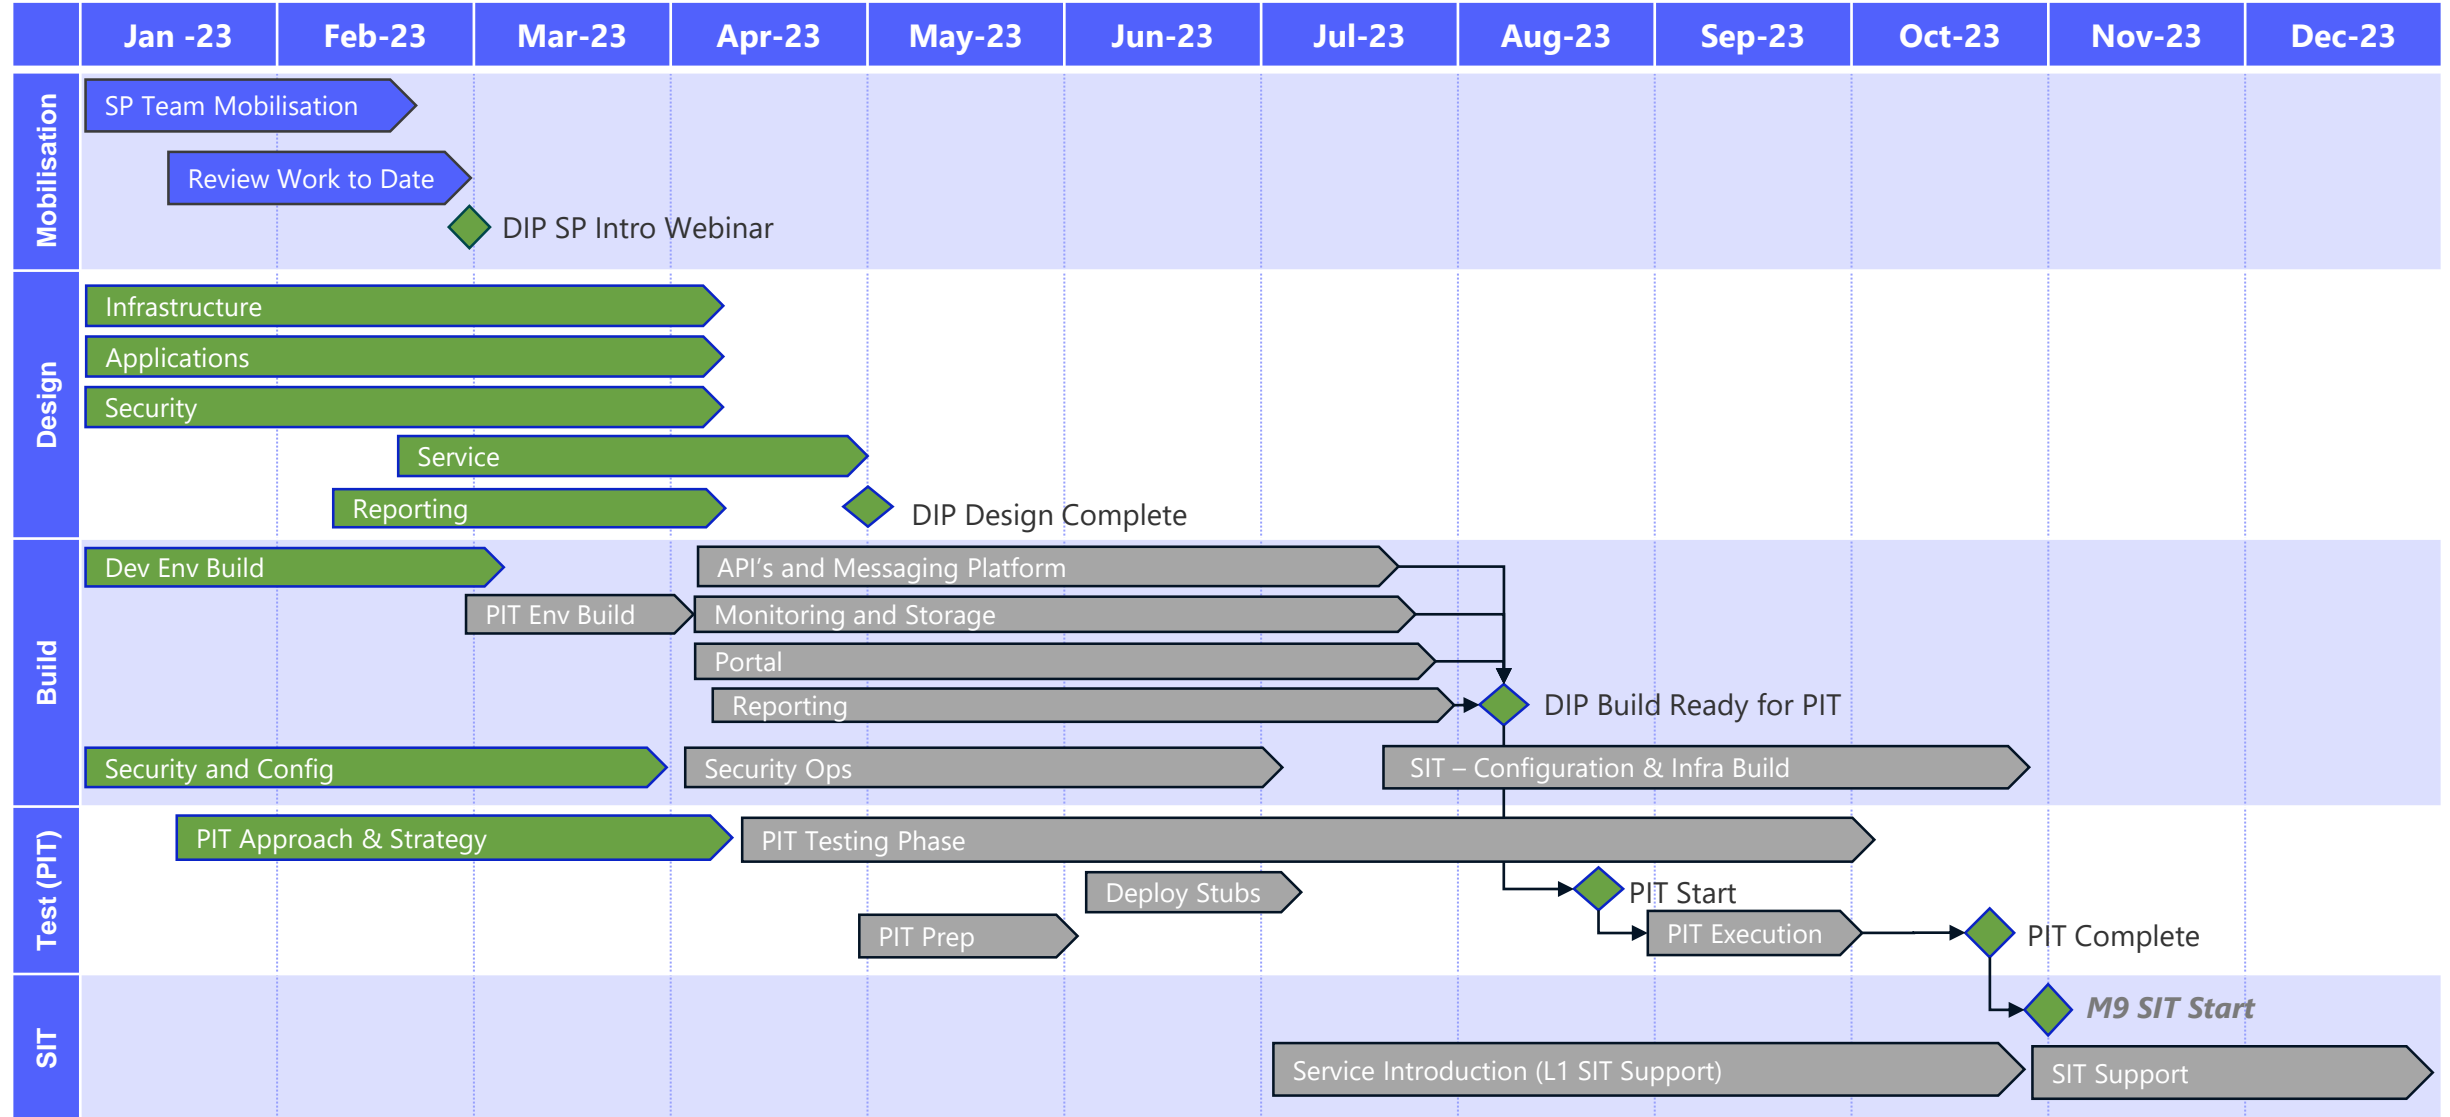 Jan -23
Feb-23
Mar-23
Apr-23
May-23
Jun-23
Jul-23
Aug-23
Sep-23
Oct-23
Nov-23
Dec-23
Mobilisation
SP Team Mobilisation
Review Work to Date
DIP SP Intro Webinar
Design
Infrastructure
Applications
Security
Service
Reporting
DIP Design Complete
Build
Dev Env Build
API's and Messaging Platform
PIT Env Build
Monitoring and Storage
Portal
Reporting
DIP Build Ready for PIT
Security and Config
Security Ops
SIT – Configuration & Infra Build
Test (PIT)
PIT Approach & Strategy
PIT Testing Phase
Deploy Stubs
PIT Start
PIT Prep
PIT Execution
PIT Complete
SIT
M9 SIT Start
Service Introduction (L1 SIT Support)
SIT Support